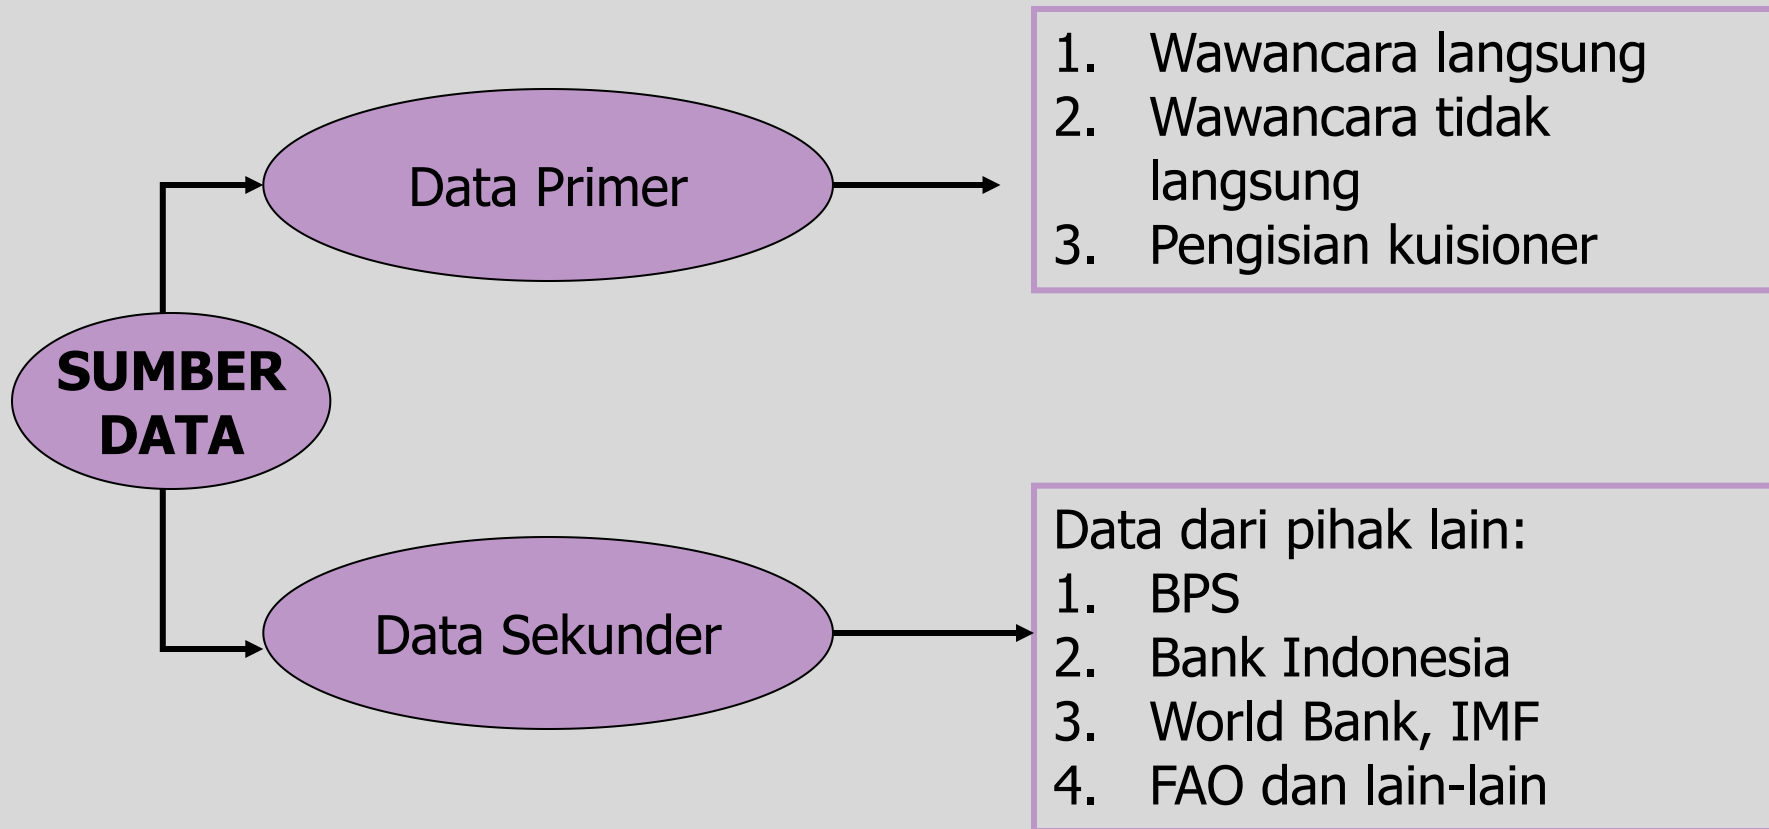 SUMBER
DATA
Data Primer
1. Wawancara langsung
2. Wawancara tidak
langsung
3. Pengisian kuisioner
Data Sekunder
Data dari pihak lain:
1. BPS
2. Bank Indonesia
3. World Bank, IMF
4. FAO dan lain-lain